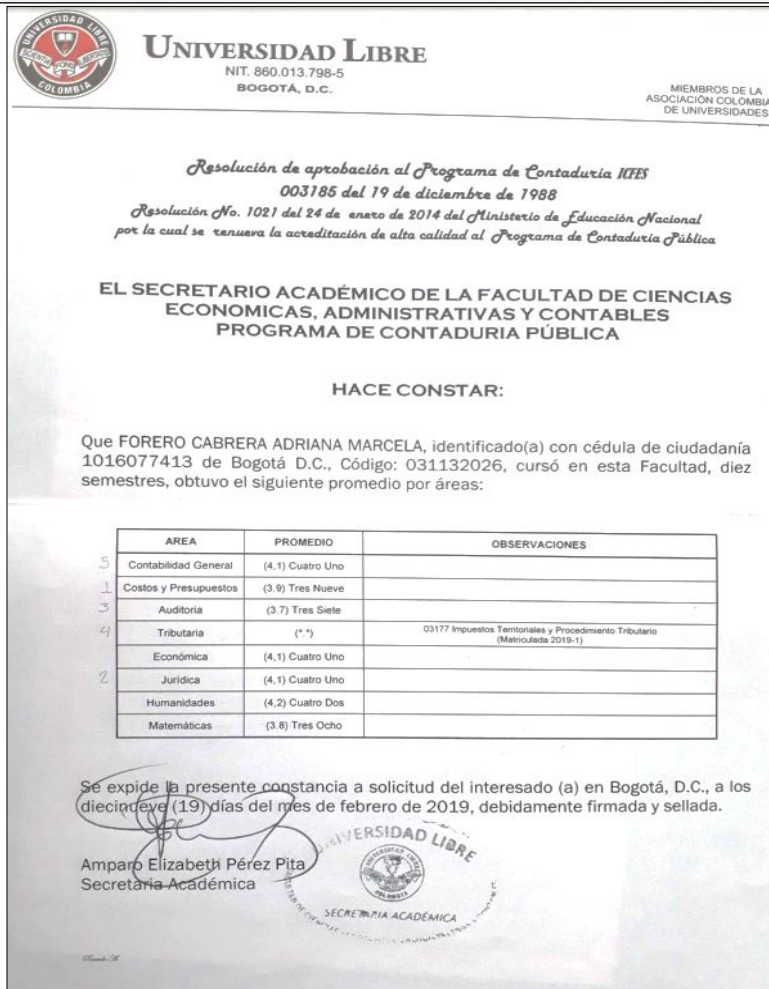 UNIVERSIDAD LIBRE
SCIENTIA FONS LIBERTATIS
COLOMBIA
UNIVERSIDAD LIBRE
NIT. 860.013.798-5
BOGOTÁ, D.C.
MIEMBROS DE LA
ASOCIACIÓN COLOMBIA
DE UNIVERSIDADES
Resolución de aprobación al Programa de Contaduría ICFES
003185 del 19 de diciembre de 1988
Resolución No. 1021 del 24 de enero de 2014 del Ministerio de Educación Nacional
por la cual se renueva la acreditación de alta calidad al Programa de Contaduría Pública
EL SECRETARIO ACADÉMICO DE LA FACULTAD DE CIENCIAS
ECONOMICAS, ADMINISTRATIVAS Y CONTABLES
PROGRAMA DE CONTADURIA PÚBLICA
HACE CONSTAR:
Que FORERO CABRERA ADRIANA MARCELA, identificado(a) con cédula de ciudadanía
1016077413 de Bogotá D.C., Código: 031132026, cursó en esta Facultad, diez
semestres, obtuvo el siguiente promedio por áreas:
AREA PROMEDIO OBSERVACIONES
5 Contabilidad General (4,1) Cuatro Uno
1 Costos y Presupuestos (3.9) Tres Nueve
3 Auditoria (3.7) Tres Siete
4 Tributaria (*.*) 03177 Impuestos Territoriales y Procedimiento Tributario
(Matriculada 2019-1)
Económica (4,1) Cuatro Uno
2 Jurídica (4,1) Cuatro Uno
Humanidades (4,2) Cuatro Dos
Matemáticas (3.8) Tres Ocho
Se expide la presente constancia a solicitud del interesado (a) en Bogotá, D.C., a los
diecindeve (19) días del mes de febrero de 2019, debidamente firmada y sellada.
Amparo Elizabeth Pérez Pita
Secretaria Académica
UNIVERSIDAD LIBRE
SECRETARIA ACADÉMICA